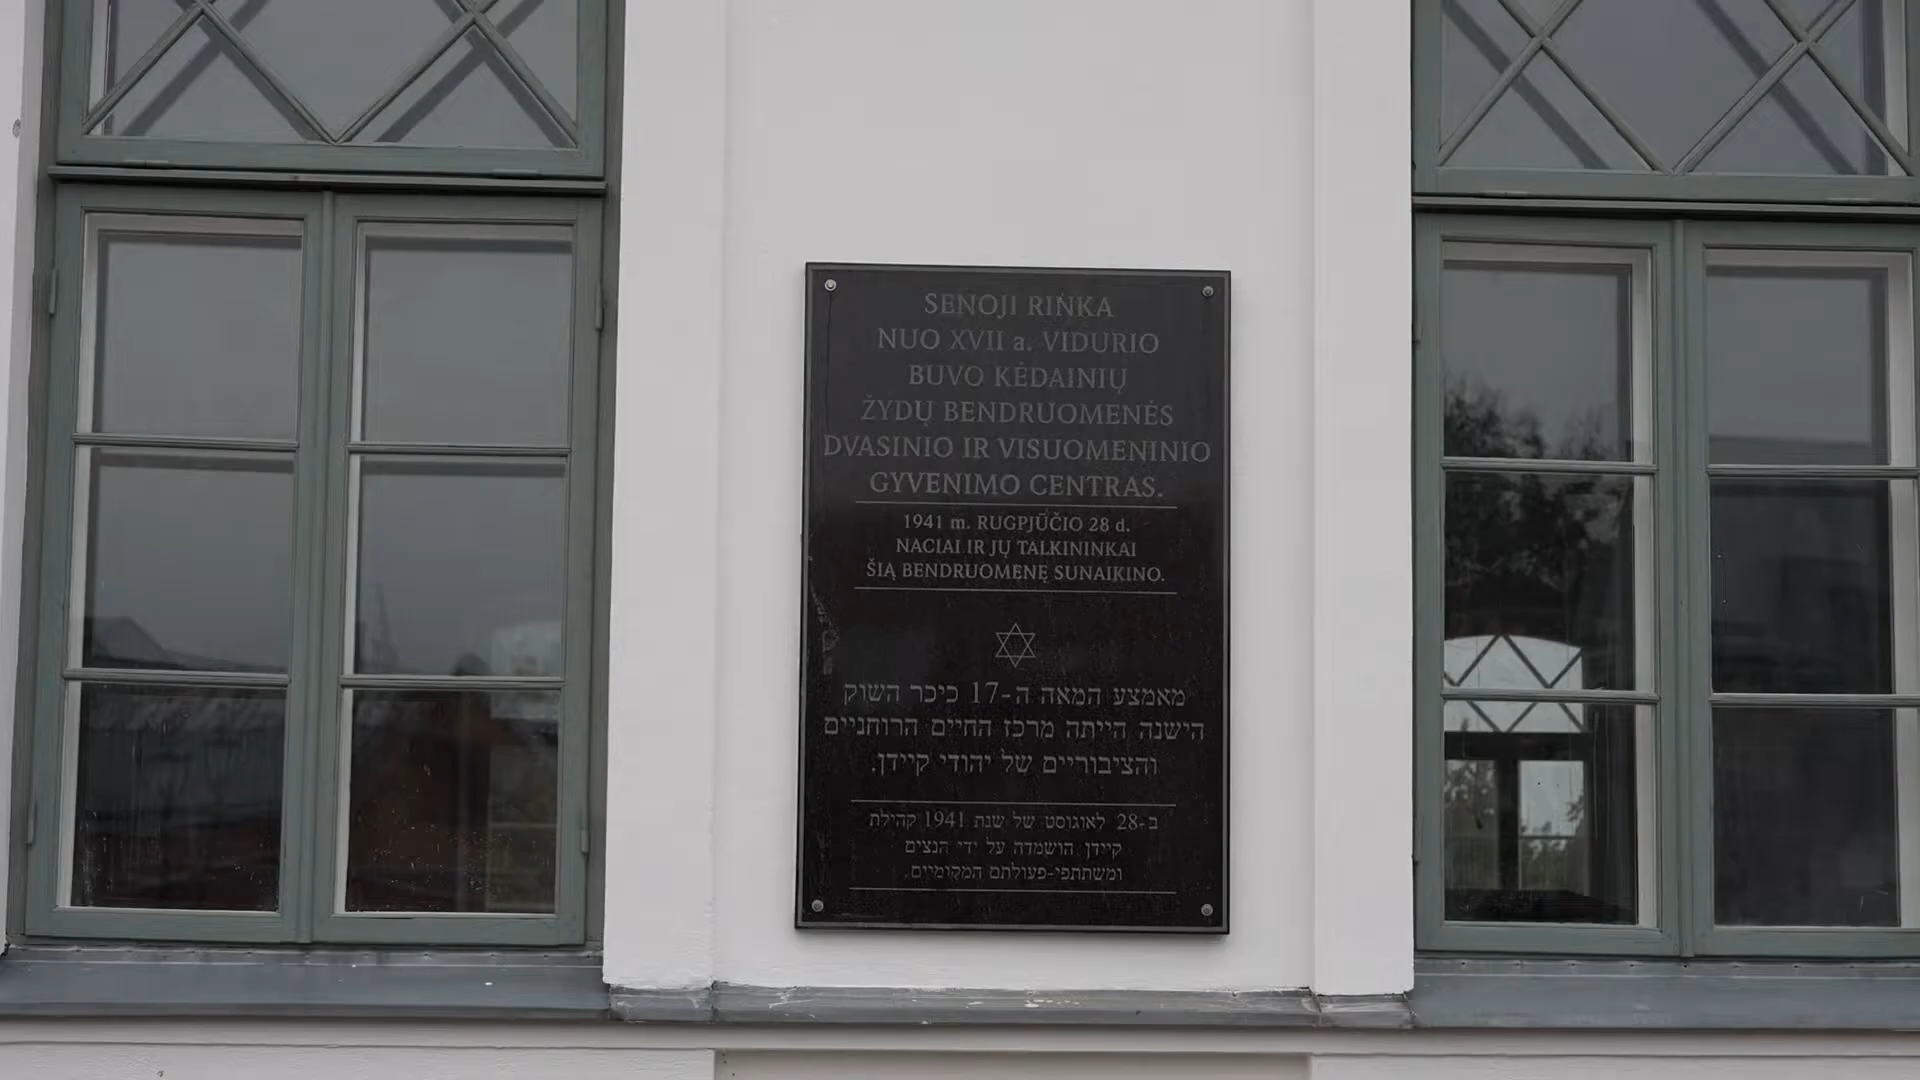 SENOJI RINKA
NUO XVII a. VIDURIO
BUVO KĖDAINIŲ
ŽYDŲ BENDRUOMENĖS
DVASINIO IR VISUOMENINIO
GYVENIMO CENTRAS.
1941 m. RUGPJŪČIO 28 d.
NACIAI IR JŲ TALKININKAI
ŠIĄ BENDRUOMENĘ SUNAIKINO.
מאמצע המאה ה-17 כיכר השוק
הישנה הייתה מרכז החיים הרוחניים
והציבוריים של יהודי קיידן.
ב-28 לאוגוסט של שנת 1941 קהילת
קיידן הושמדה על ידי הנצים
ומשתתפי-פעולתם המקומיים.